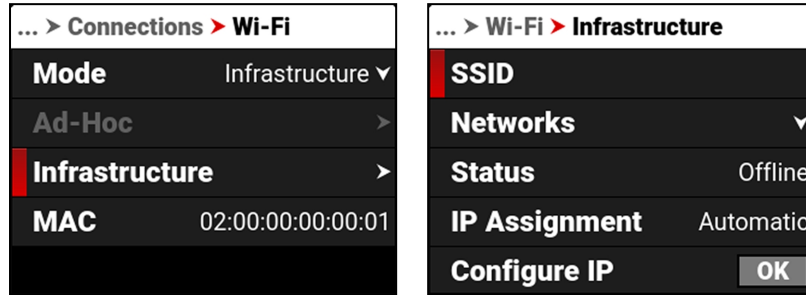 ... > Connections > Wi-Fi
Mode Infrastructure
Ad-Hoc >
Infrastructure >
MAC 02:00:00:00:00:01
... > Wi-Fi > Infrastructure
SSID
Networks
Status Offline
IP Assignment Automatic
Configure IP OK